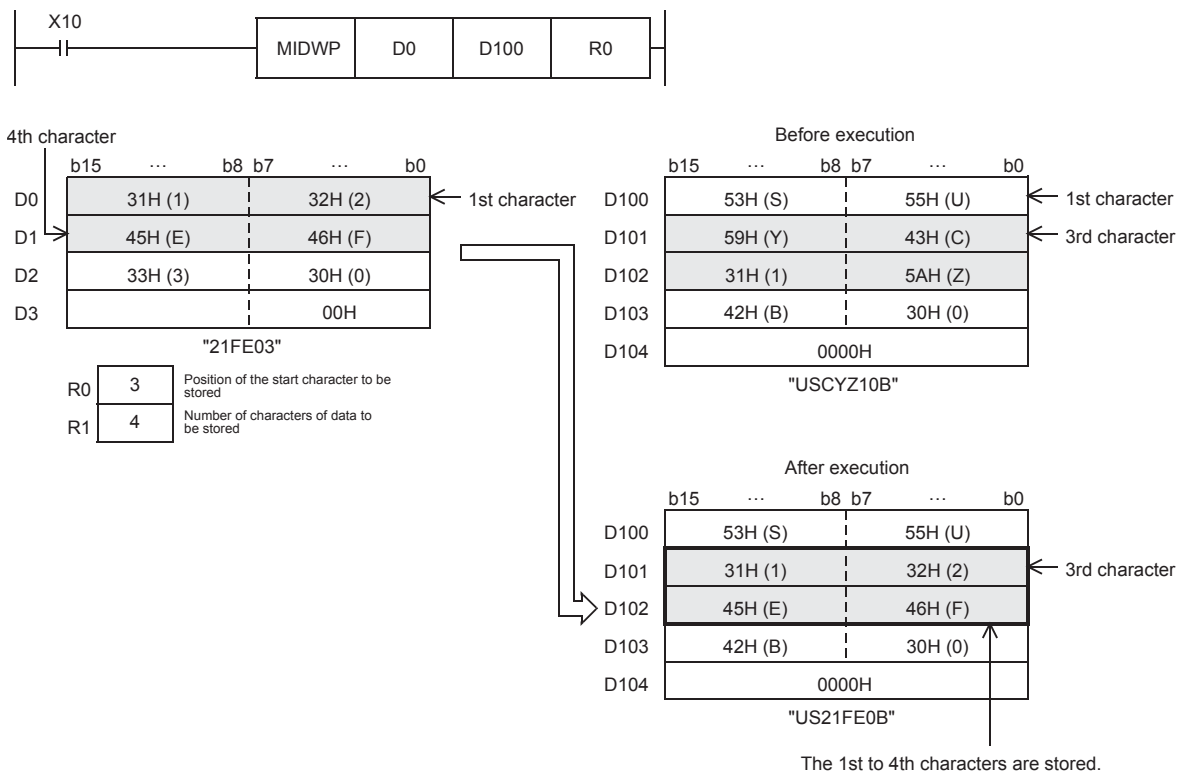 X10
MIDWP D0 D100 R0
4th character
b15 ... b8 b7 ... b0
D0 31H (1) 32H (2) 1st character
D1 45H (E) 46H (F)
D2 33H (3) 30H (0)
D3 00H
"21FE03"
R0 3 Position of the start character to be
stored
R1 4 Number of characters of data to
be stored
Before execution
b15 ... b8 b7 ... b0
D100 53H (S) 55H (U) 1st character
D101 59H (Y) 43H (C) 3rd character
D102 31H (1) 5AH (Z)
D103 42H (B) 30H (0)
D104 0000H
"USCYZ10B"
After execution
b15 ... b8 b7 ... b0
D100 53H (S) 55H (U)
D101 31H (1) 32H (2) 3rd character
D102 45H (E) 46H (F)
D103 42H (B) 30H (0)
D104 0000H
"US21FE0B"
The 1st to 4th characters are stored.